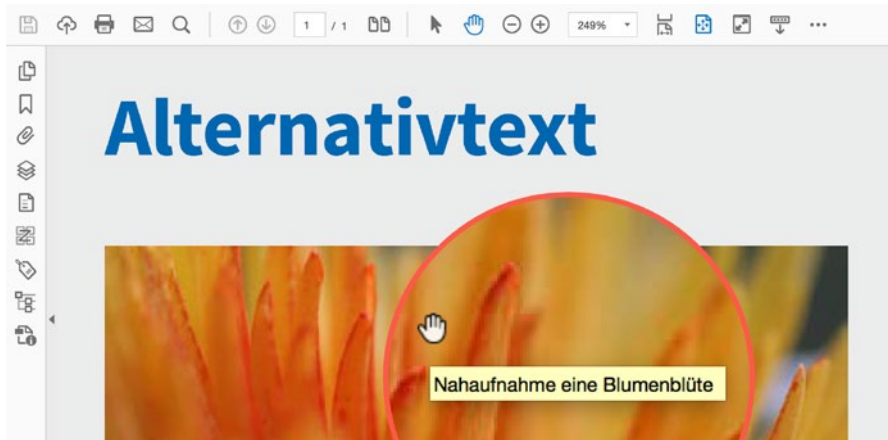 1 / 1
249%
Alternativtext
Nahaufnahme eine Blumenblüte